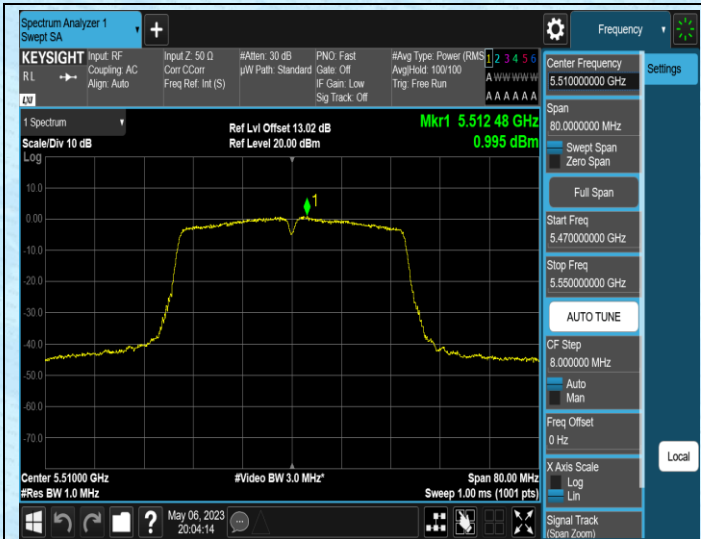 Spectrum Analyzer 1
Swept SA
+
Frequency
KEYSIGHT
RL
LXI
Input: RF
Coupling: AC
Align: Auto
Input Z: 50 Ω
Corr CCorr
Freq Ref: Int (S)
#Atten: 30 dB
µW Path: Standard
PNO: Fast
Gate: Off
IF Gain: Low
Sig Track: Off
#Avg Type: Power (RMS
Avg|Hold: 100/100
Trig: Free Run
1 2 3 4 5 6
A W W W W W
A A A A A A
1 Spectrum
Scale/Div 10 dB
Log
Ref Lvl Offset 13.02 dB
Ref Level 20.00 dBm
Mkr1 5.512 48 GHz
0.995 dBm
1
10.0
0.00
-10.0
-20.0
-30.0
-40.0
-50.0
-60.0
-70.0
Center 5.51000 GHz
#Res BW 1.0 MHz
#Video BW 3.0 MHz*
Span 80.00 MHz
Sweep 1.00 ms (1001 pts)
?
May 06, 2023
20:04:14
Center Frequency
5.510000000 GHz
Settings
Span
80.0000000 MHz
Swept Span
Zero Span
Full Span
Start Freq
5.470000000 GHz
Stop Freq
5.550000000 GHz
AUTO TUNE
CF Step
8.000000 MHz
Auto
Man
Freq Offset
0 Hz
X Axis Scale
Log
Lin
Local
Signal Track
(Span Zoom)